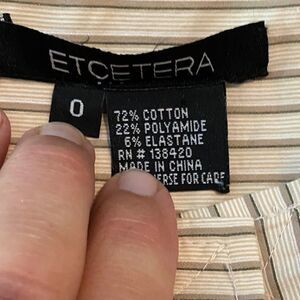 ETCETERA
0
72% COTTON
22% POLYAMIDE
6% ELASTANE
RN # 138420
MADE IN CHINA
FOR CARE